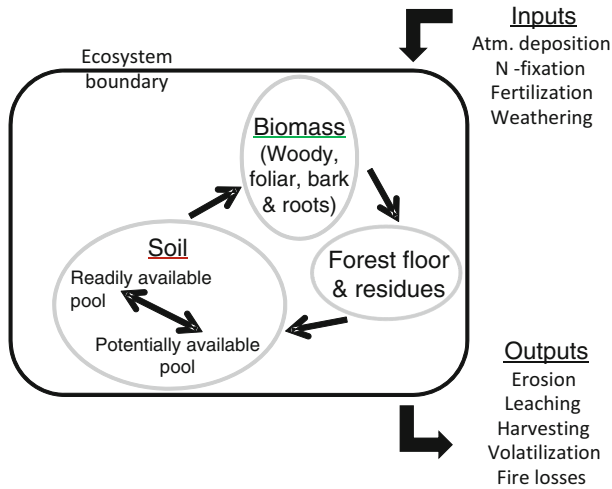 Inputs
Atm. deposition
N -fixation
Fertilization
Weathering
Ecosystem
boundary
Biomass
(Woody,
foliar, bark
& roots)
Soil
Readily available
pool
Potentially available
pool
Forest floor
& residues
Outputs
Erosion
Leaching
Harvesting
Volatilization
Fire losses